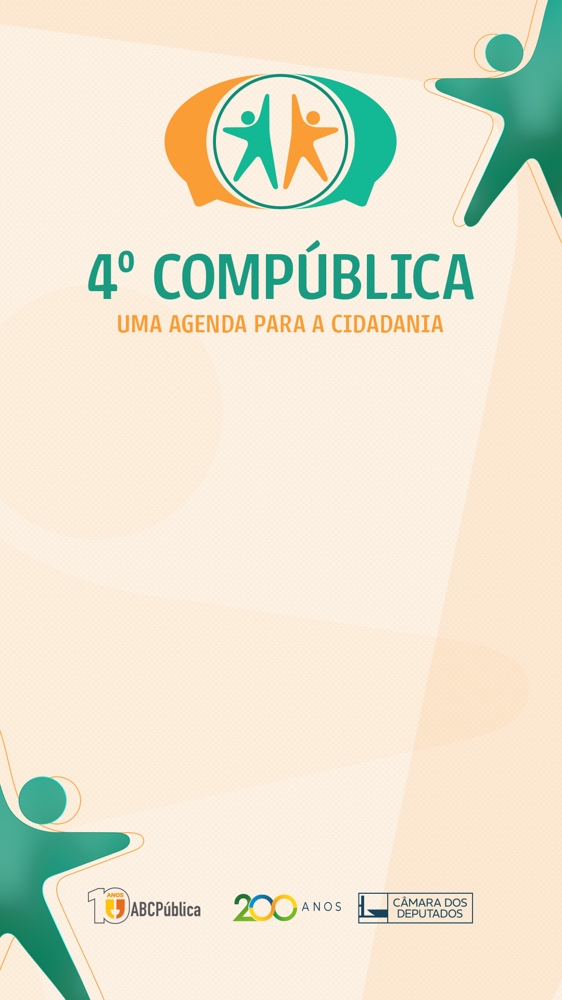 4º COMPÚBLICA
UMA AGENDA PARA A CIDADANIA
10 ANOS ABCPública
200 ANOS
CÂMARA DOS
DEPUTADOS